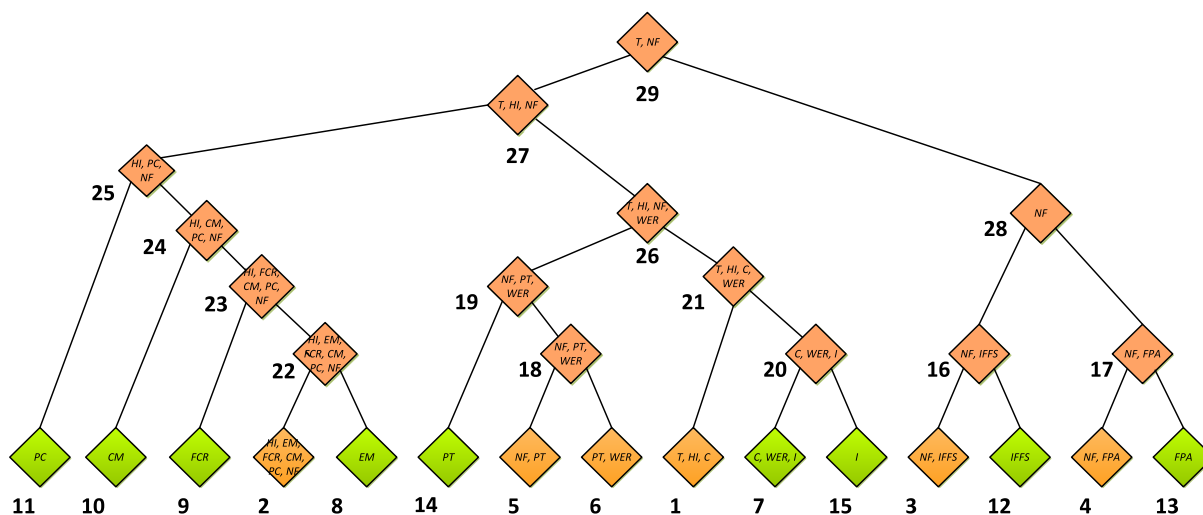 T, NF
29
T, HI, NF
27
HI, PC,
NF
25
HI, CM,
PC, NF
24
T, HI, NF,
WER
26
NF
28
HI, FCR,
CM, PC,
NF
23
NF, PT,
WER
19
T, HI, C,
WER
21
HI, EM,
FCR, CM,
PC, NF
22
NF, PT,
WER
18
C, WER, I
20
NF, IFFS
16
NF, FPA
17
PC
CM
FCR
HI, EM,
FCR, CM,
PC, NF
EM
PT
NF, PT
PT, WER
T, HI, C
C, WER, I
I
NF, IFFS
IFFS
NF, FPA
FPA
11
10
9
2
8
14
5
6
1
7
15
3
12
4
13